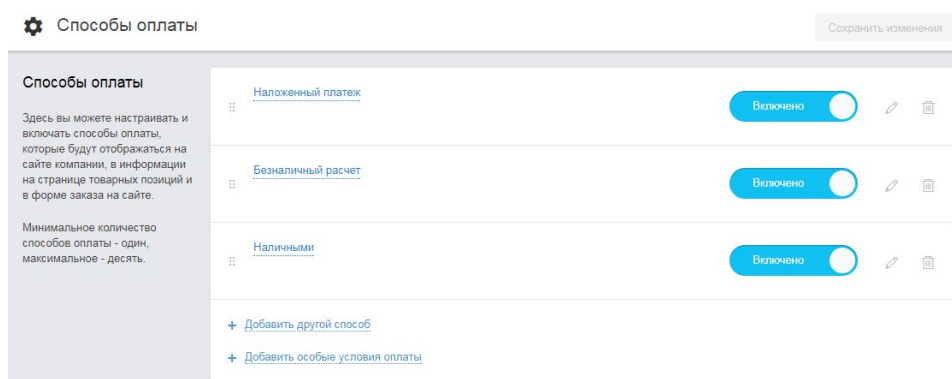 Способы оплаты
Сохранить изменения
Способы оплаты
Здесь вы можете настраивать и
включать способы оплаты,
которые будут отображаться на
сайте компании, в информации
на странице товарных позиций и
в форме заказа на сайте.
Минимальное количество
способов оплаты - один,
максимальное - десять.
Наложенный платеж
Включено
Безналичный расчет
Включено
Наличными
Включено
+ Добавить другой способ
+ Добавить особые условия оплаты